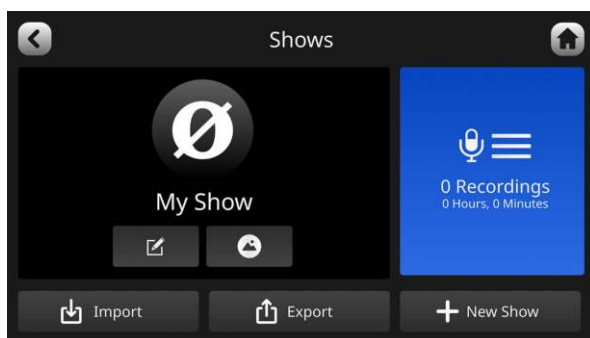 Shows
Ø
My Show
0 Recordings
0 Hours, 0 Minutes
Import
Export
New Show